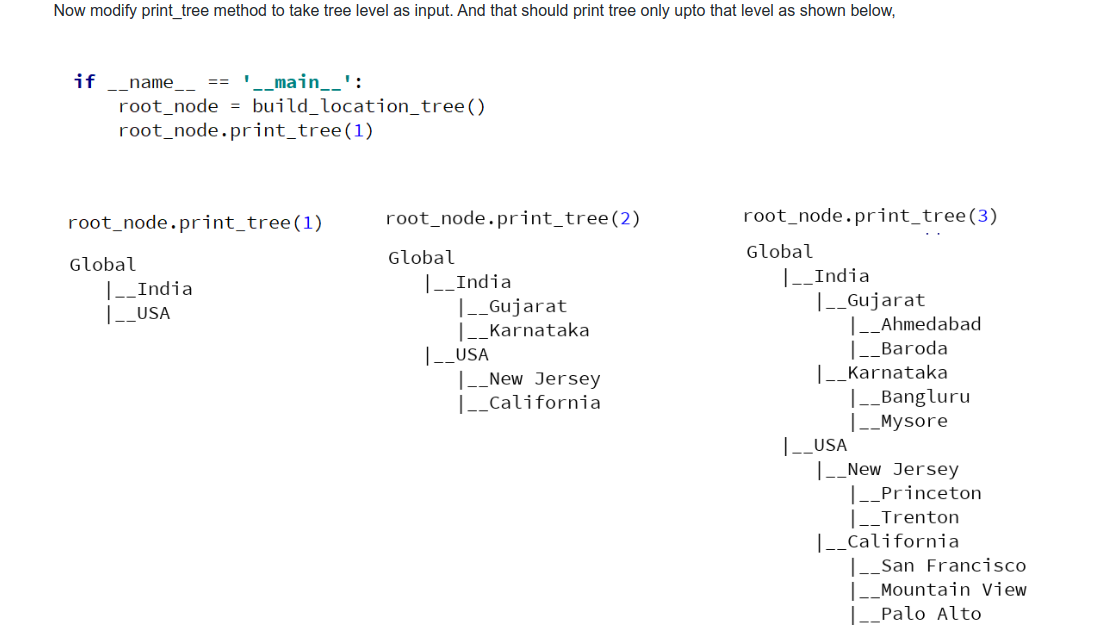 Now modify print_tree method to take tree level as input. And that should print tree only upto that level as shown below,
if __name__ == '__main__':
    root_node = build_location_tree()
    root_node.print_tree(1)
root_node.print_tree(1)
Global
   |__India
   |__USA
root_node.print_tree(2)
Global
   |__India
      |__Gujarat
      |__Karnataka
   |__USA
      |__New Jersey
      |__California
root_node.print_tree(3)
Global
   |__India
      |__Gujarat
         |__Ahmedabad
         |__Baroda
      |__Karnataka
         |__Bangluru
         |__Mysore
   |__USA
      |__New Jersey
         |__Princeton
         |__Trenton
      |__California
         |__San Francisco
         |__Mountain View
         |__Palo Alto